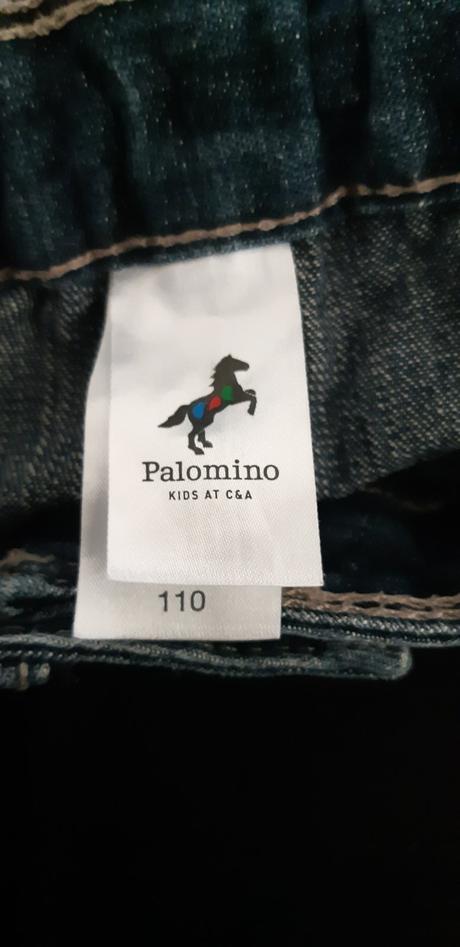 Palomino
KIDS AT C&A
110